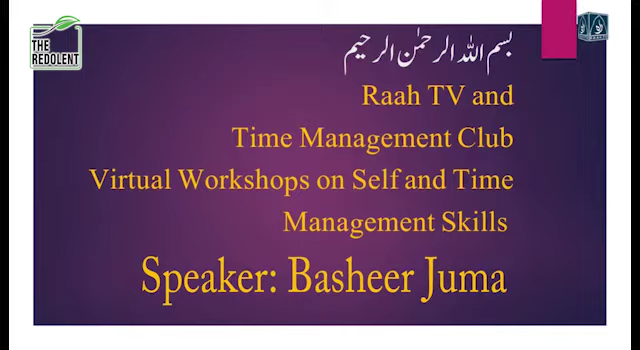 THE
REDOLENT
بسم اللہ الرحمٰن الرحیم
Raah TV and
Time Management Club
Virtual Workshops on Self and Time
Management Skills
Speaker: Basheer Juma